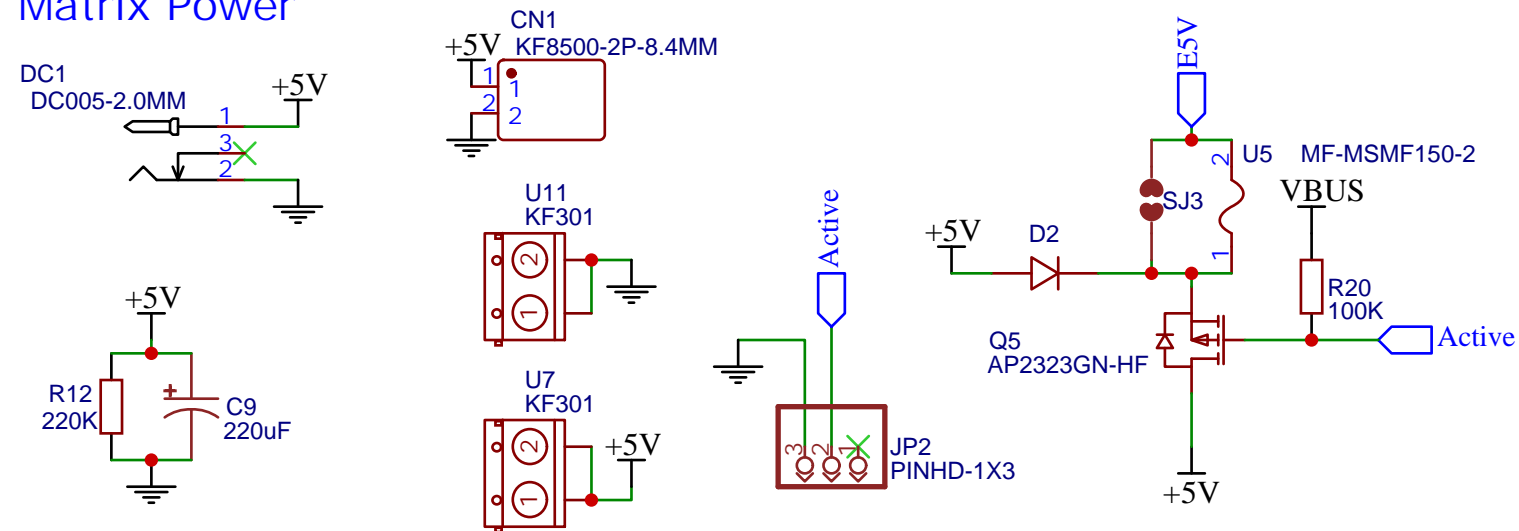 Matrix Power
DC1
DC005-2.0MM
+5V
1
3
2
CN1
KF8500-2P-8.4MM
+5V
1
1
2
2
U11
KF301
2
1
+5V
R12
220K
+
C9
220uF
U7
KF301
2
1
+5V
Active
3
2
1
JP2
PINHD-1X3
E5V
2
U5
MF-MSMF150-2
SJ3
1
VBUS
+5V
D2
R20
100K
Q5
AP2323GN-HF
Active
+5V